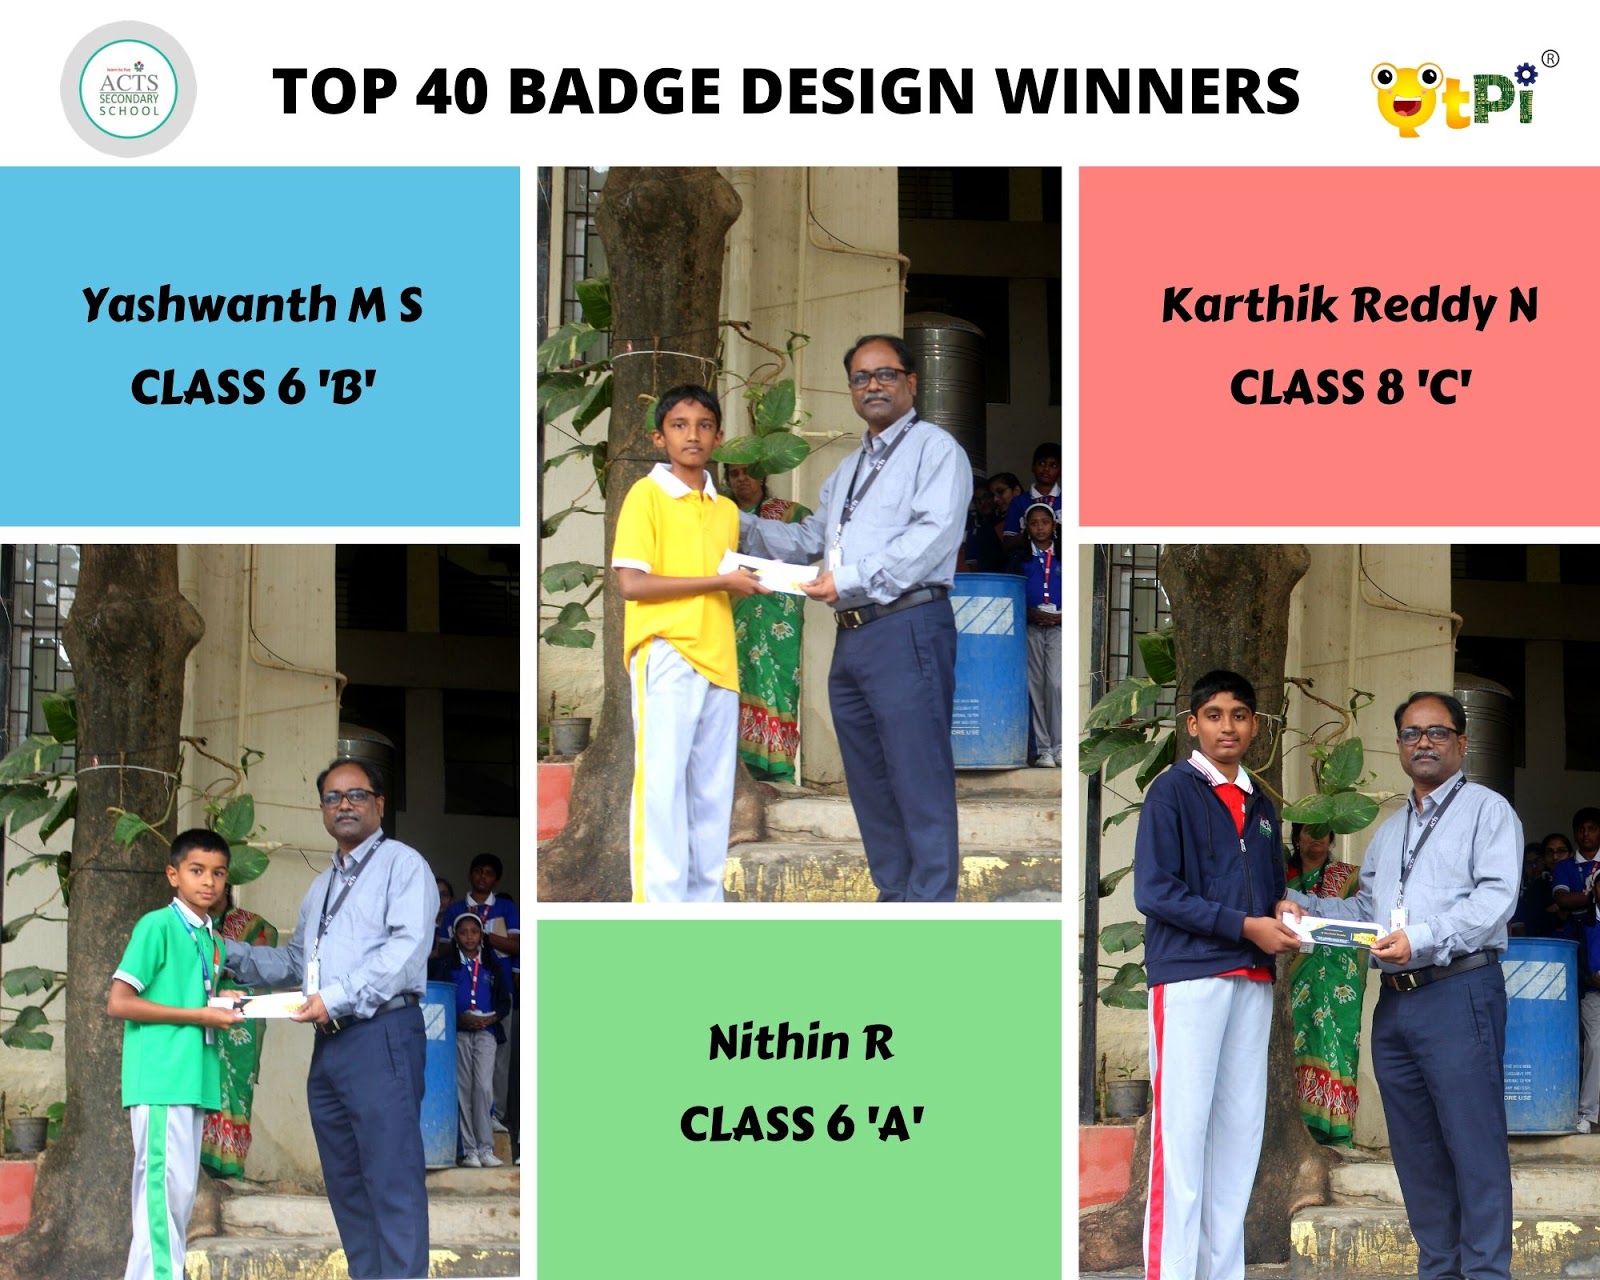 ACTS
SECONDARY
SCHOOL
TOP 40 BADGE DESIGN WINNERS
QtPi®
Yashwanth M S
CLASS 6 'B'
Karthik Reddy N
CLASS 8 'C'
Nithin R
CLASS 6 'A'